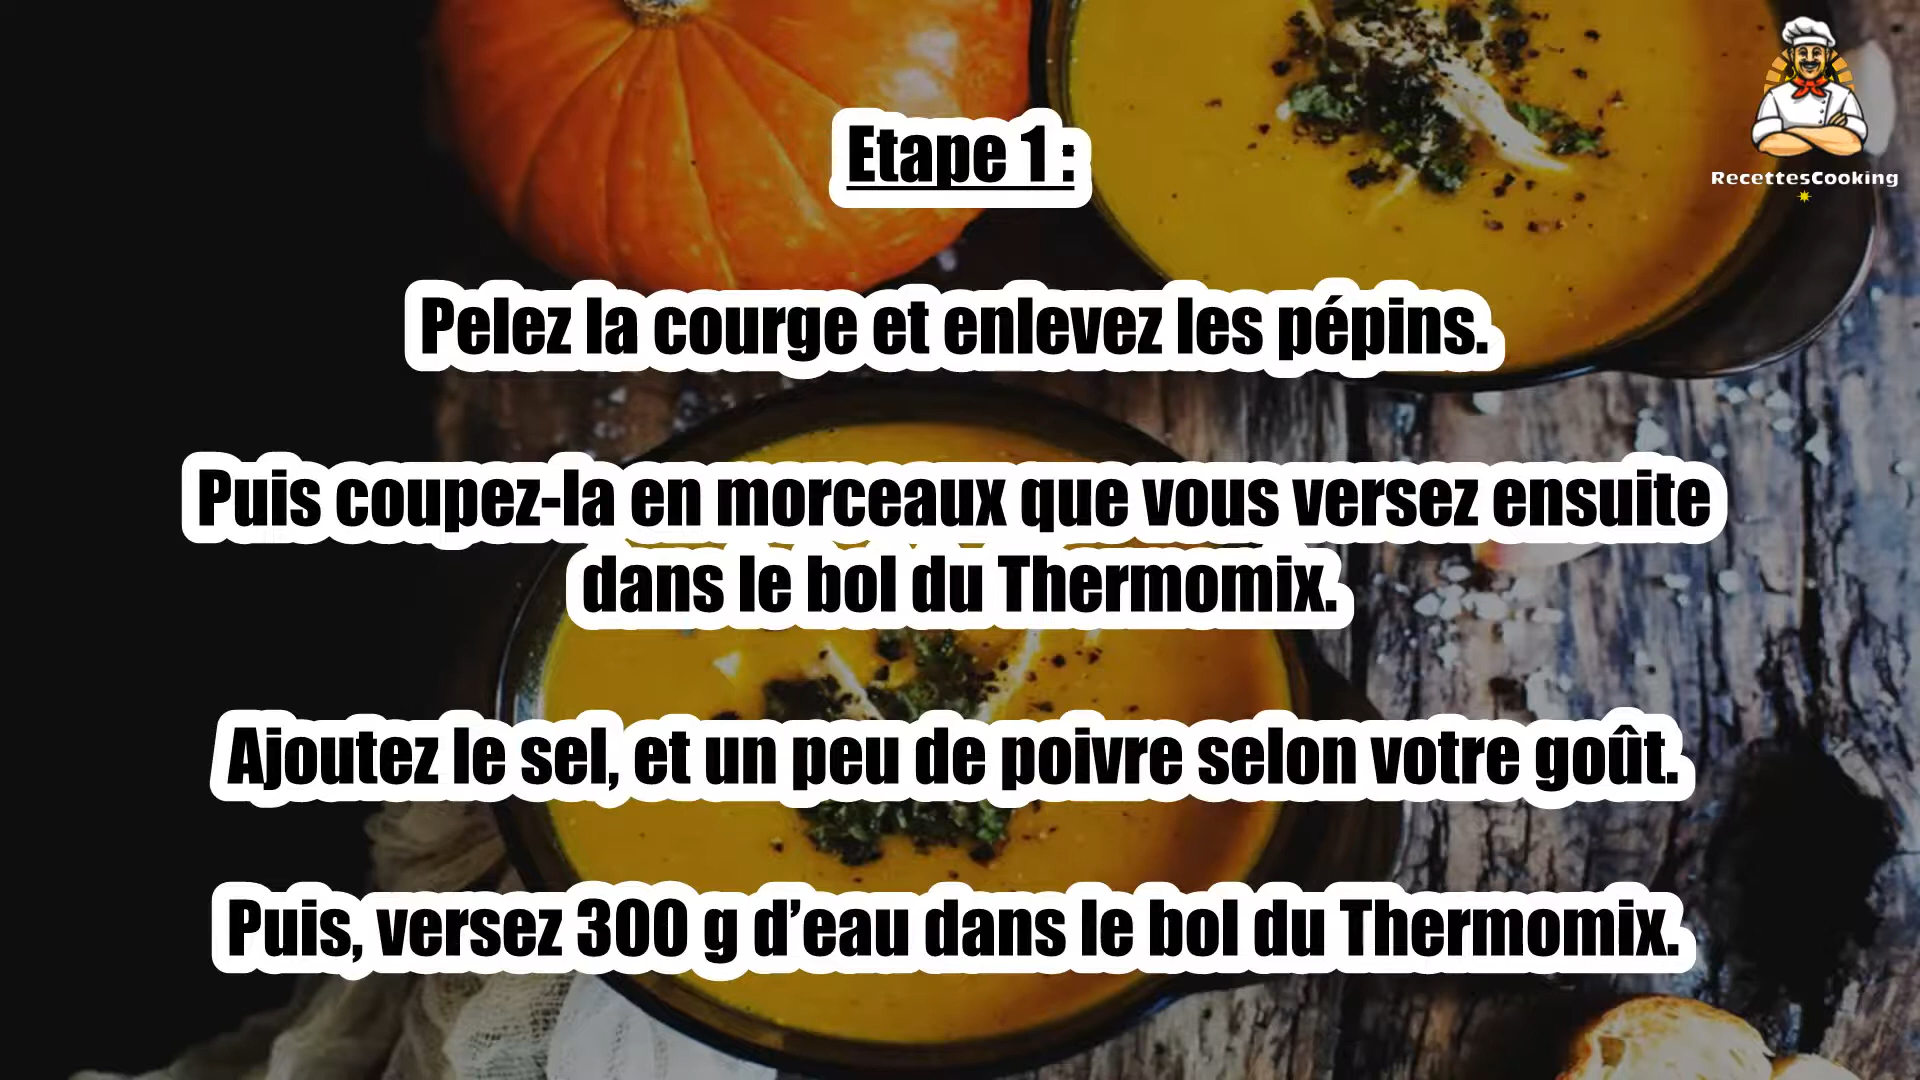 Etape 1 :
Pelez la courge et enlevez les pépins.
Puis coupez-la en morceaux que vous versez ensuite
dans le bol du Thermomix.
Ajoutez le sel, et un peu de poivre selon votre goût.
Puis, versez 300 g d’eau dans le bol du Thermomix.
RecettesCooking